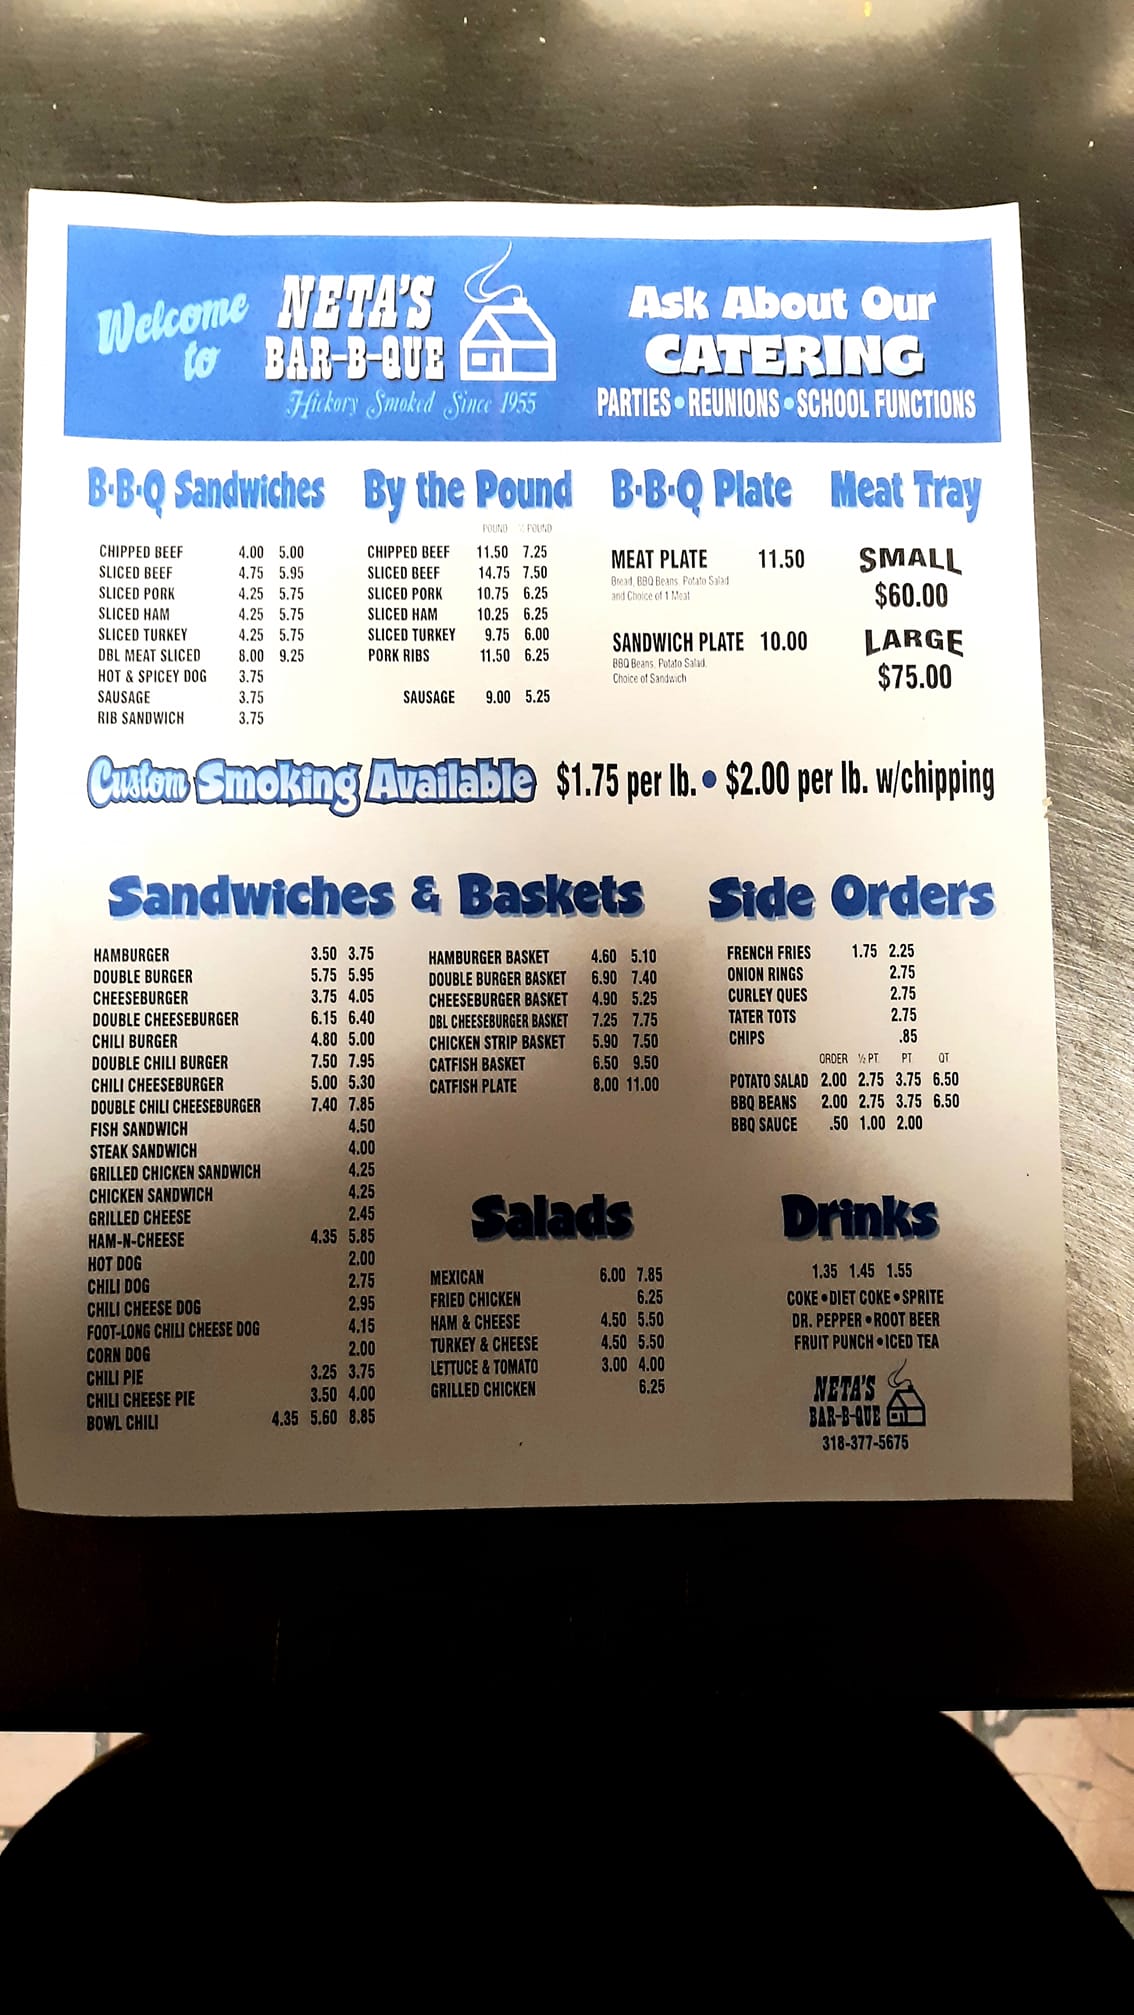 Welcome to
NETA'S
BAR-B-QUE
Hickory Smoked Since 1955
Ask About Our
CATERING
PARTIES • REUNIONS • SCHOOL FUNCTIONS
B·B·Q Sandwiches
CHIPPED BEEF 4.00 5.00
SLICED BEEF 4.75 5.95
SLICED PORK 4.25 5.75
SLICED HAM 4.25 5.75
SLICED TURKEY 4.25 5.75
DBL MEAT SLICED 8.00 9.25
HOT & SPICEY DOG 3.75
SAUSAGE 3.75
RIB SANDWICH 3.75
By the Pound
POUND ½ POUND
CHIPPED BEEF 11.50 7.25
SLICED BEEF 14.75 7.50
SLICED PORK 10.75 6.25
SLICED HAM 10.25 6.25
SLICED TURKEY 9.75 6.00
PORK RIBS 11.50 6.25
SAUSAGE 9.00 5.25
B·B·Q Plate
MEAT PLATE 11.50
Bread, BBQ Beans, Potato Salad
and Choice of 1 Meat
SANDWICH PLATE 10.00
BBQ Beans, Potato Salad,
Choice of Sandwich
Meat Tray
SMALL
$60.00
LARGE
$75.00
Custom Smoking Available $1.75 per lb. • $2.00 per lb. w/chipping
Sandwiches & Baskets
HAMBURGER 3.50 3.75
DOUBLE BURGER 5.75 5.95
CHEESEBURGER 3.75 4.05
DOUBLE CHEESEBURGER 6.15 6.40
CHILI BURGER 4.80 5.00
DOUBLE CHILI BURGER 7.50 7.95
CHILI CHEESEBURGER 5.00 5.30
DOUBLE CHILI CHEESEBURGER 7.40 7.85
FISH SANDWICH 4.50
STEAK SANDWICH 4.00
GRILLED CHICKEN SANDWICH 4.25
CHICKEN SANDWICH 4.25
GRILLED CHEESE 2.45
HAM-N-CHEESE 4.35 5.85
HOT DOG 2.00
CHILI DOG 2.75
CHILI CHEESE DOG 2.95
FOOT-LONG CHILI CHEESE DOG 4.15
CORN DOG 2.00
CHILI PIE 3.25 3.75
CHILI CHEESE PIE 3.50 4.00
BOWL CHILI 4.35 5.60 8.85
HAMBURGER BASKET 4.60 5.10
DOUBLE BURGER BASKET 6.90 7.40
CHEESEBURGER BASKET 4.90 5.25
DBL CHEESEBURGER BASKET 7.25 7.75
CHICKEN STRIP BASKET 5.90 7.50
CATFISH BASKET 6.50 9.50
CATFISH PLATE 8.00 11.00
Side Orders
FRENCH FRIES 1.75 2.25
ONION RINGS 2.75
CURLEY QUES 2.75
TATER TOTS 2.75
CHIPS .85
ORDER ½ PT. PT QT
POTATO SALAD 2.00 2.75 3.75 6.50
BBQ BEANS 2.00 2.75 3.75 6.50
BBQ SAUCE .50 1.00 2.00
Salads
MEXICAN 6.00 7.85
FRIED CHICKEN 6.25
HAM & CHEESE 4.50 5.50
TURKEY & CHEESE 4.50 5.50
LETTUCE & TOMATO 3.00 4.00
GRILLED CHICKEN 6.25
Drinks
1.35 1.45 1.55
COKE • DIET COKE • SPRITE
DR. PEPPER • ROOT BEER
FRUIT PUNCH • ICED TEA
NETA'S
BAR-B-QUE
318-377-5675